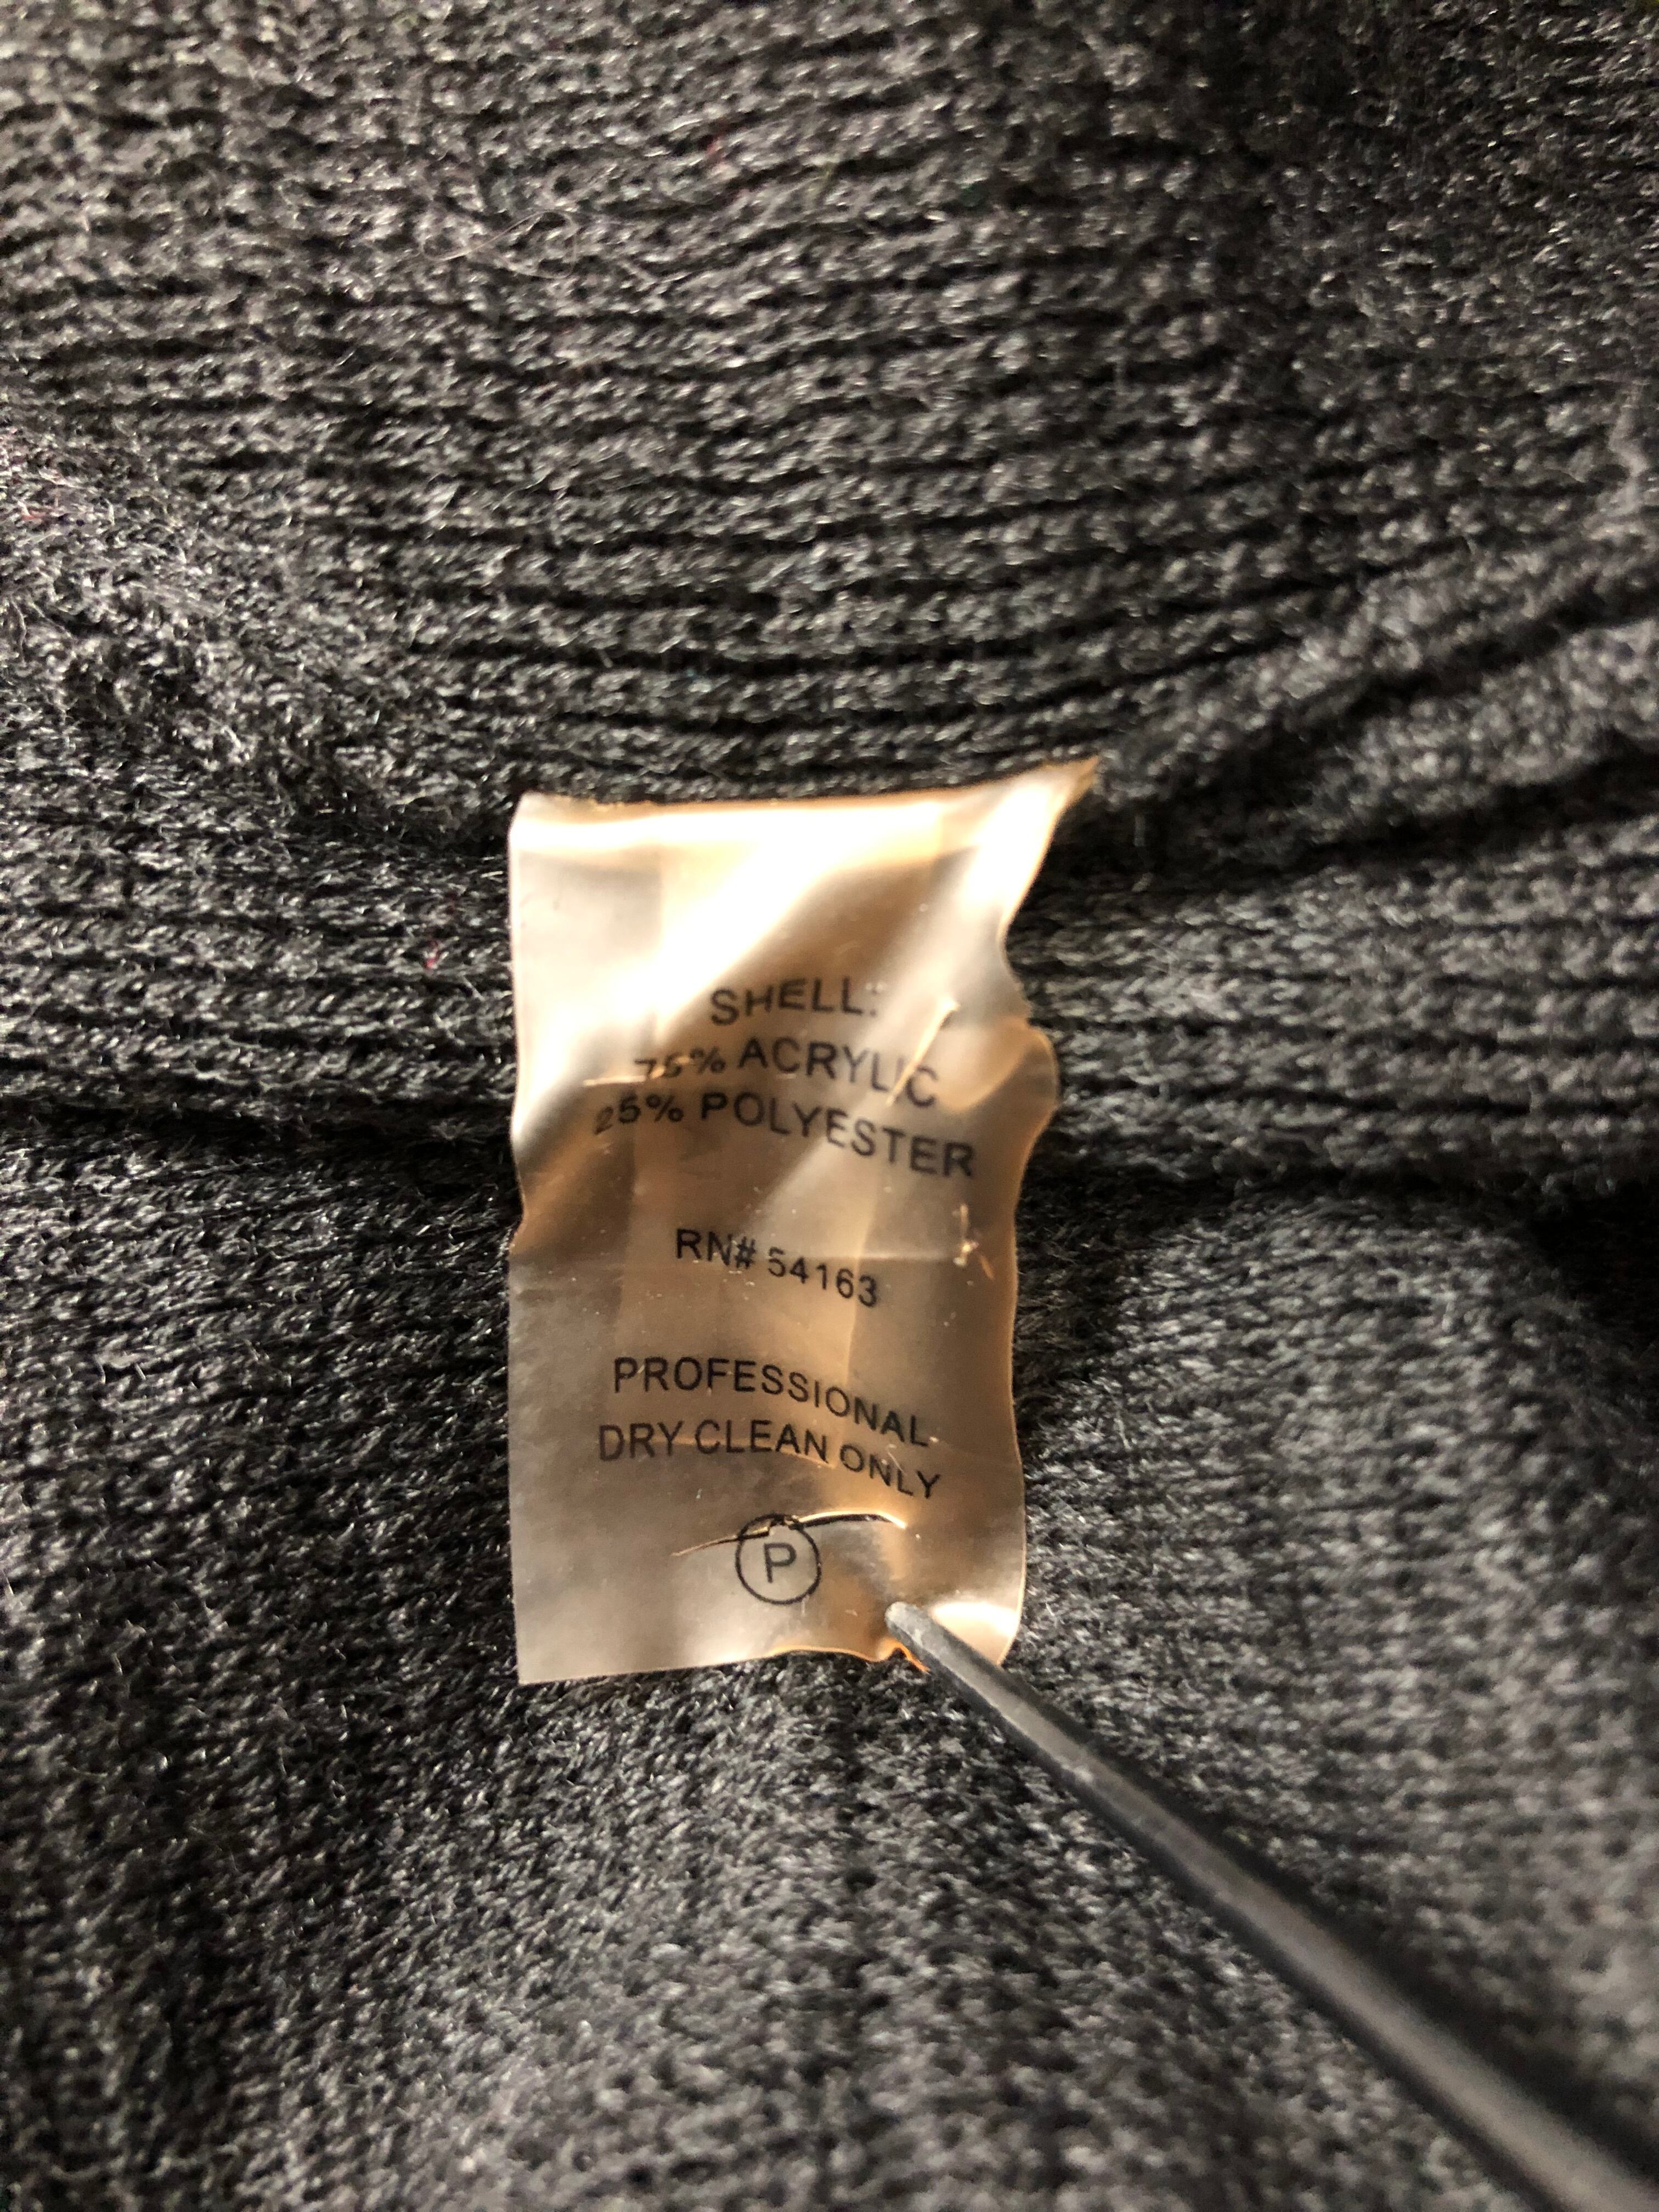 SHELL:
75% ACRYLIC
25% POLYESTER
RN# 54163
PROFESSIONAL
DRY CLEAN ONLY
P